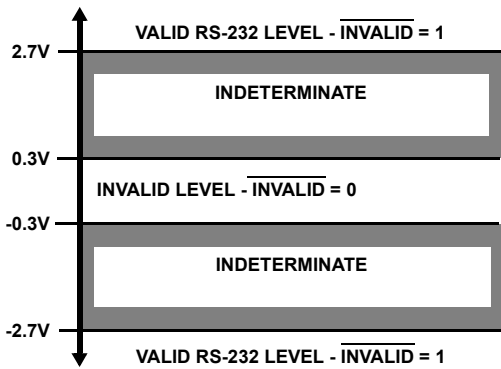 VALID RS-232 LEVEL - INVALID = 1
2.7V
INDETERMINATE
0.3V
INVALID LEVEL - INVALID = 0
-0.3V
INDETERMINATE
-2.7V
VALID RS-232 LEVEL - INVALID = 1